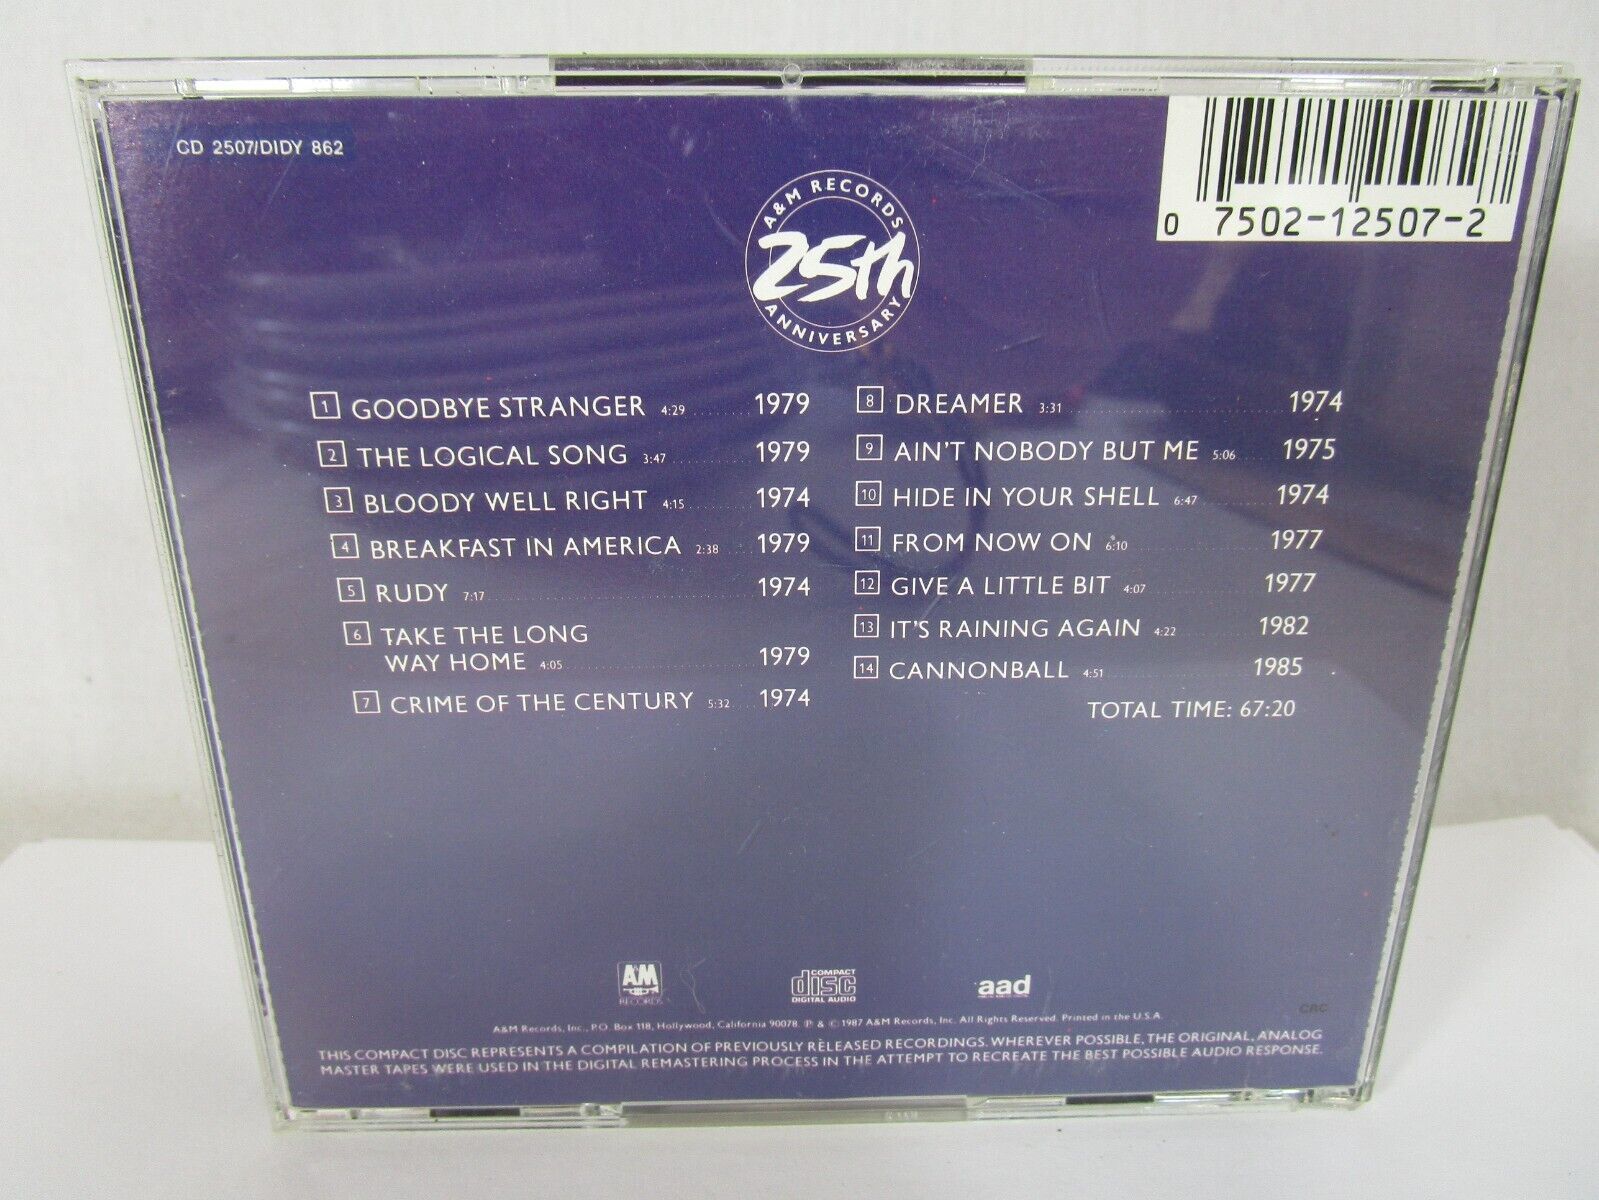 CD 2507/DIDY 862
A&M RECORDS
25th
ANNIVERSARY
0 7502-12507-2
1 GOODBYE STRANGER 4:29 1979
2 THE LOGICAL SONG 3:47 1979
3 BLOODY WELL RIGHT 4:15 1974
4 BREAKFAST IN AMERICA 2:38 1979
5 RUDY 7:17 1974
6 TAKE THE LONG
WAY HOME 4:05 1979
7 CRIME OF THE CENTURY 5:32 1974
8 DREAMER 3:31 1974
9 AIN'T NOBODY BUT ME 5:06 1975
10 HIDE IN YOUR SHELL 6:47 1974
11 FROM NOW ON 6:10 1977
12 GIVE A LITTLE BIT 4:07 1977
13 IT'S RAINING AGAIN 4:22 1982
14 CANNONBALL 4:51 1985
TOTAL TIME: 67:20
A&M
RECORDS
COMPACT
disc
DIGITAL AUDIO
aad
CRC
A&M Records, Inc., P.O. Box 118, Hollywood, California 90078. ℗ & © 1987 A&M Records, Inc. All Rights Reserved. Printed in the U.S.A.
THIS COMPACT DISC REPRESENTS A COMPILATION OF PREVIOUSLY RELEASED RECORDINGS. WHEREVER POSSIBLE, THE ORIGINAL, ANALOG
MASTER TAPES WERE USED IN THE DIGITAL REMASTERING PROCESS IN THE ATTEMPT TO RECREATE THE BEST POSSIBLE AUDIO RESPONSE.